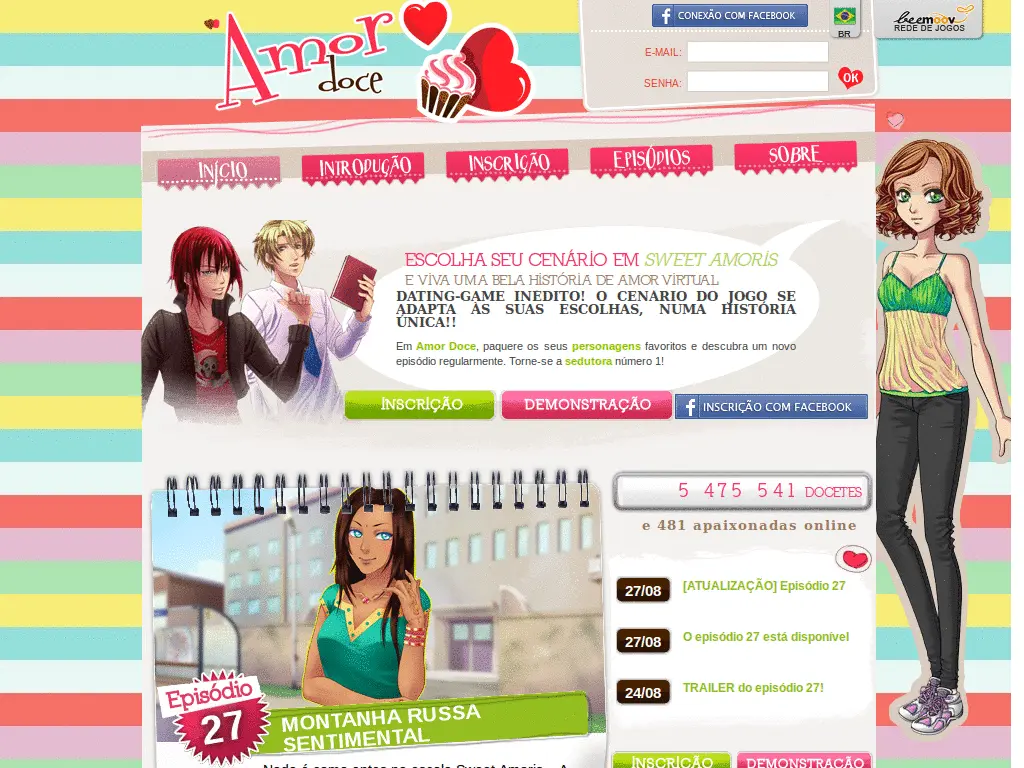 Amor
doce
CONEXÃO COM FACEBOOK
BR
beemoov
REDE DE JOGOS
E-MAIL:
SENHA:
OK
INÍCIO
INTRODUÇÃO
INSCRIÇÃO
EPISÓDIOS
SOBRE
ESCOLHA SEU CENÁRIO EM SWEET AMORIS
E VIVA UMA BELA HISTÓRIA DE AMOR VIRTUAL
DATING-GAME INÉDITO! O CENÁRIO DO JOGO SE
ADAPTA ÀS SUAS ESCOLHAS, NUMA HISTÓRIA
ÚNICA!!
Em Amor Doce, paquere os seus personagens favoritos e descubra um novo
episódio regularmente. Torne-se a sedutora número 1!
INSCRIÇÃO
DEMONSTRAÇÃO
INSCRIÇÃO COM FACEBOOK
5 475 541 DOCETES
e 481 apaixonadas online
27/08
[ATUALIZAÇÃO] Episódio 27
27/08
O episódio 27 está disponível
24/08
TRAILER do episódio 27!
Episódio
27
MONTANHA RUSSA
SENTIMENTAL
Nada é como antes na escola Sweet Amoris... A
INSCRIÇÃO
DEMONSTRAÇÃO